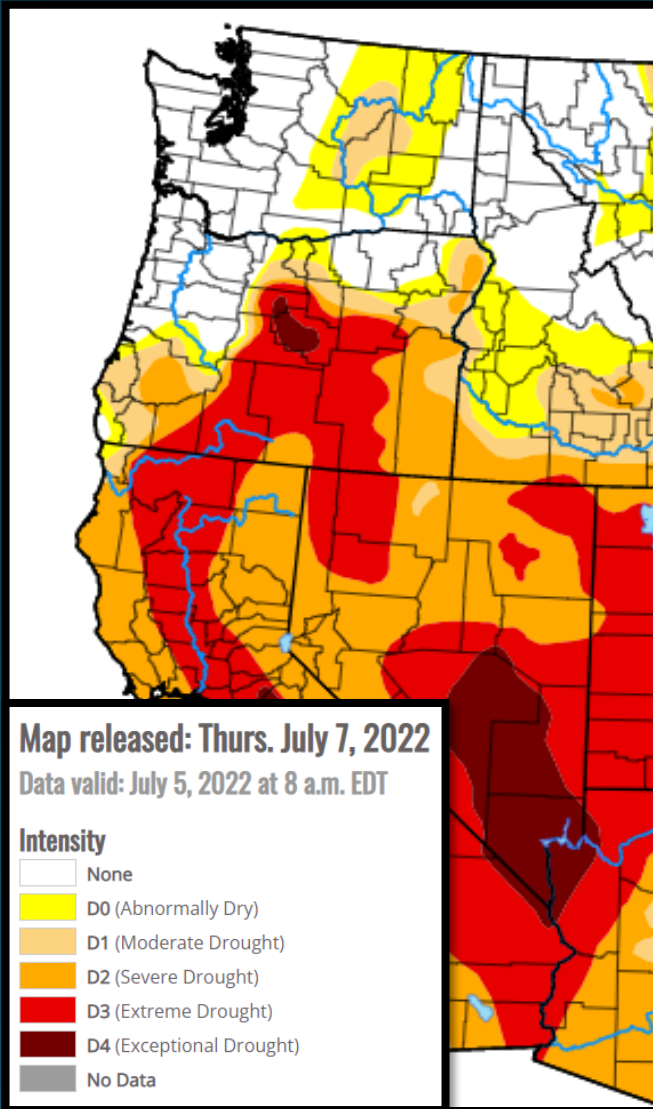 Map released: Thurs. July 7, 2022
Data valid: July 5, 2022 at 8 a.m. EDT
Intensity
None
D0 (Abnormally Dry)
D1 (Moderate Drought)
D2 (Severe Drought)
D3 (Extreme Drought)
D4 (Exceptional Drought)
No Data